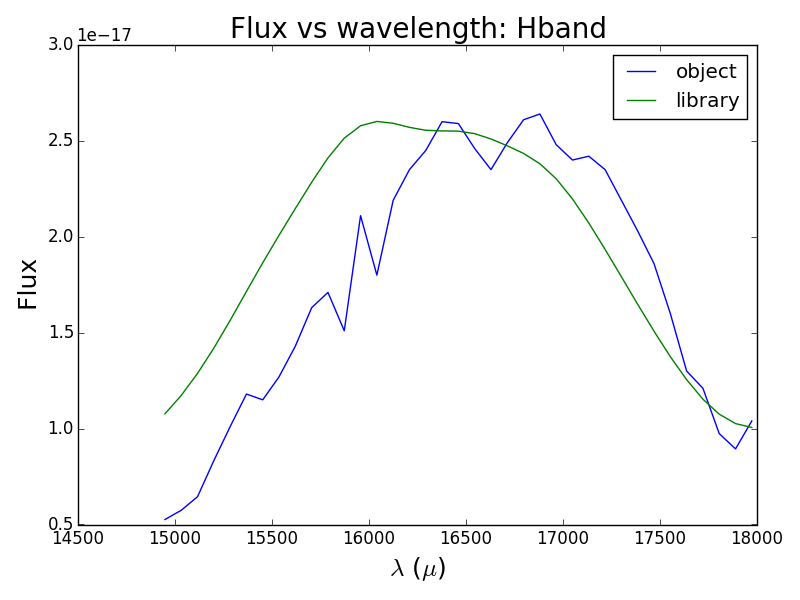 Flux vs wavelength: Hband
1e−17
object
library
Flux
3.0
2.5
2.0
1.5
1.0
0.5
14500 15000 15500 16000 16500 17000 17500 18000
λ (μ)